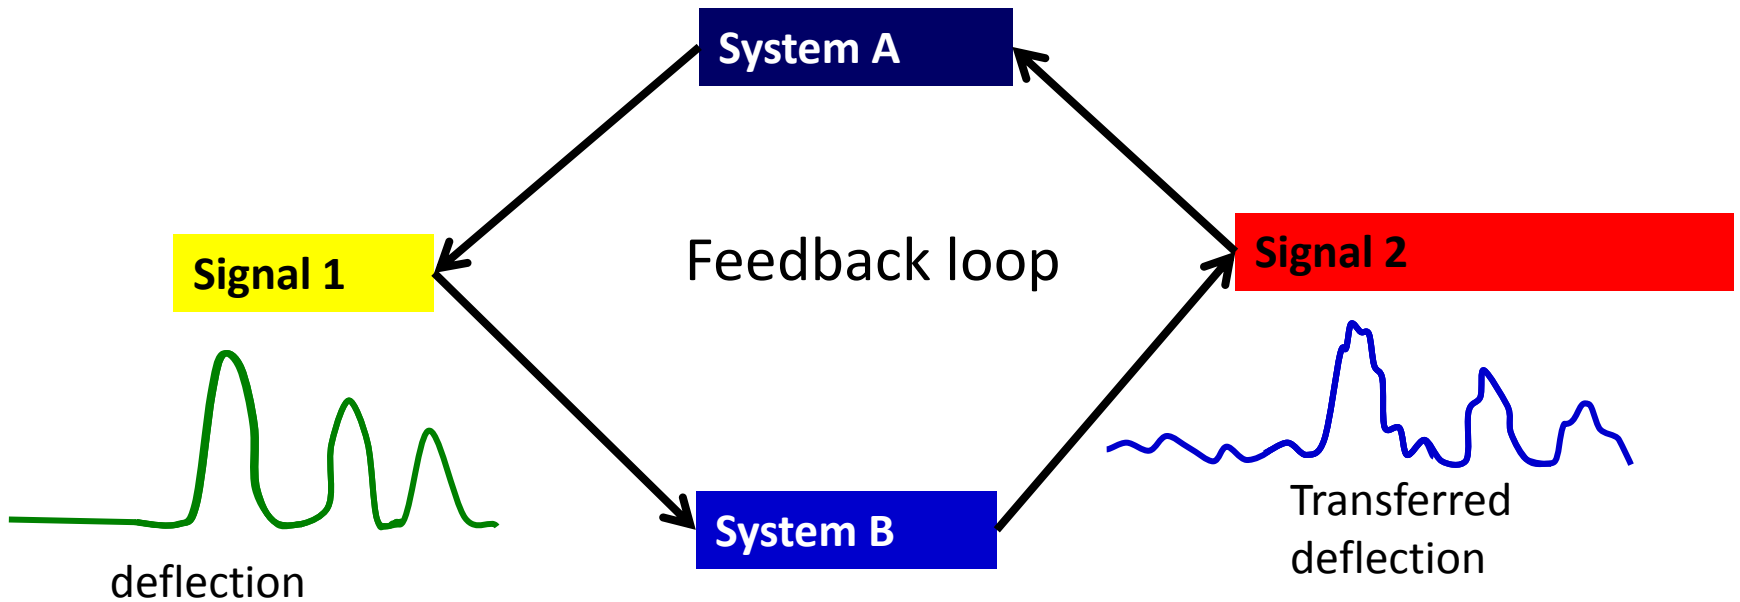 System A
Signal 1
Feedback loop
Signal 2
System B
deflection
Transferred
deflection